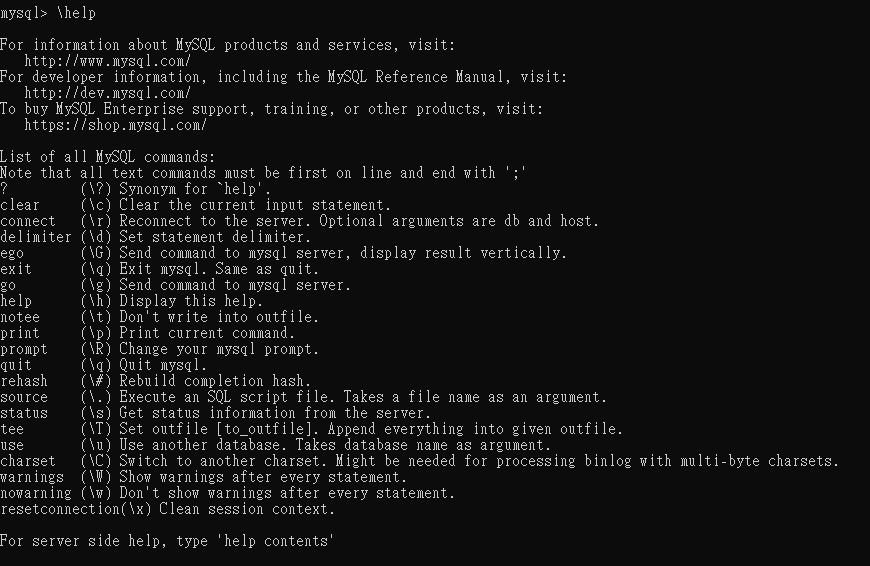 mysql> \help
For information about MySQL products and services, visit:
   http://www.mysql.com/
For developer information, including the MySQL Reference Manual, visit:
   http://dev.mysql.com/
To buy MySQL Enterprise support, training, or other products, visit:
   https://shop.mysql.com/
List of all MySQL commands:
Note that all text commands must be first on line and end with ';'
?         (\?) Synonym for `help'.
clear     (\c) Clear the current input statement.
connect   (\r) Reconnect to the server. Optional arguments are db and host.
delimiter (\d) Set statement delimiter.
ego       (\G) Send command to mysql server, display result vertically.
exit      (\q) Exit mysql. Same as quit.
go        (\g) Send command to mysql server.
help      (\h) Display this help.
notee     (\t) Don't write into outfile.
print     (\p) Print current command.
prompt    (\R) Change your mysql prompt.
quit      (\q) Quit mysql.
rehash    (\#) Rebuild completion hash.
source    (\.) Execute an SQL script file. Takes a file name as an argument.
status    (\s) Get status information from the server.
tee       (\T) Set outfile [to_outfile]. Append everything into given outfile.
use       (\u) Use another database. Takes database name as argument.
charset   (\C) Switch to another charset. Might be needed for processing binlog with multi-byte charsets.
warnings  (\W) Show warnings after every statement.
nowarning (\w) Don't show warnings after every statement.
resetconnection(\x) Clean session context.
For server side help, type 'help contents'